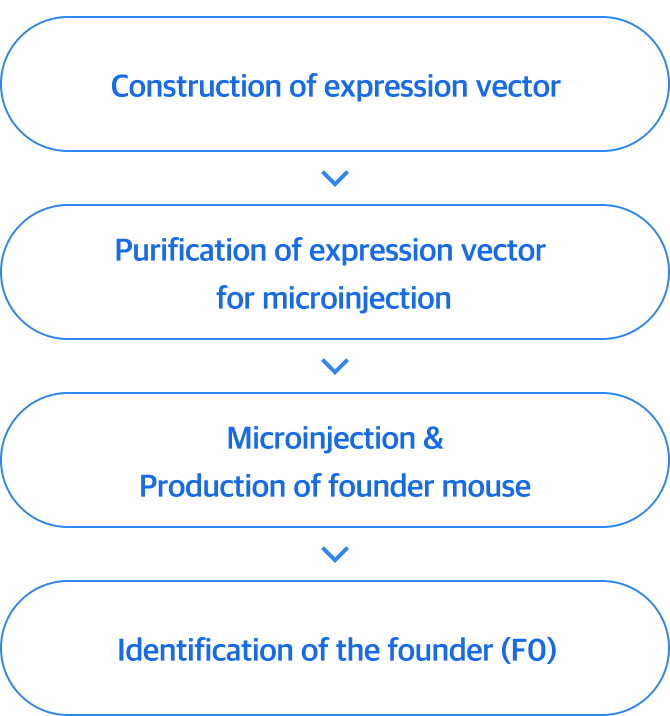 Construction of expression vector
Purification of expression vector
for microinjection
Microinjection &
Production of founder mouse
Identification of the founder (F0)